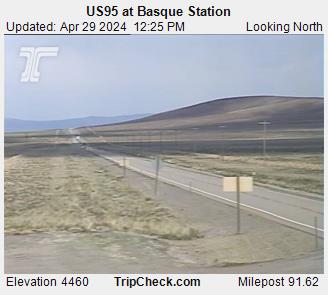 US95 at Basque Station
Updated: Apr 29 2024 12:25 PM Looking North
Elevation 4460 TripCheck.com Milepost 91.62